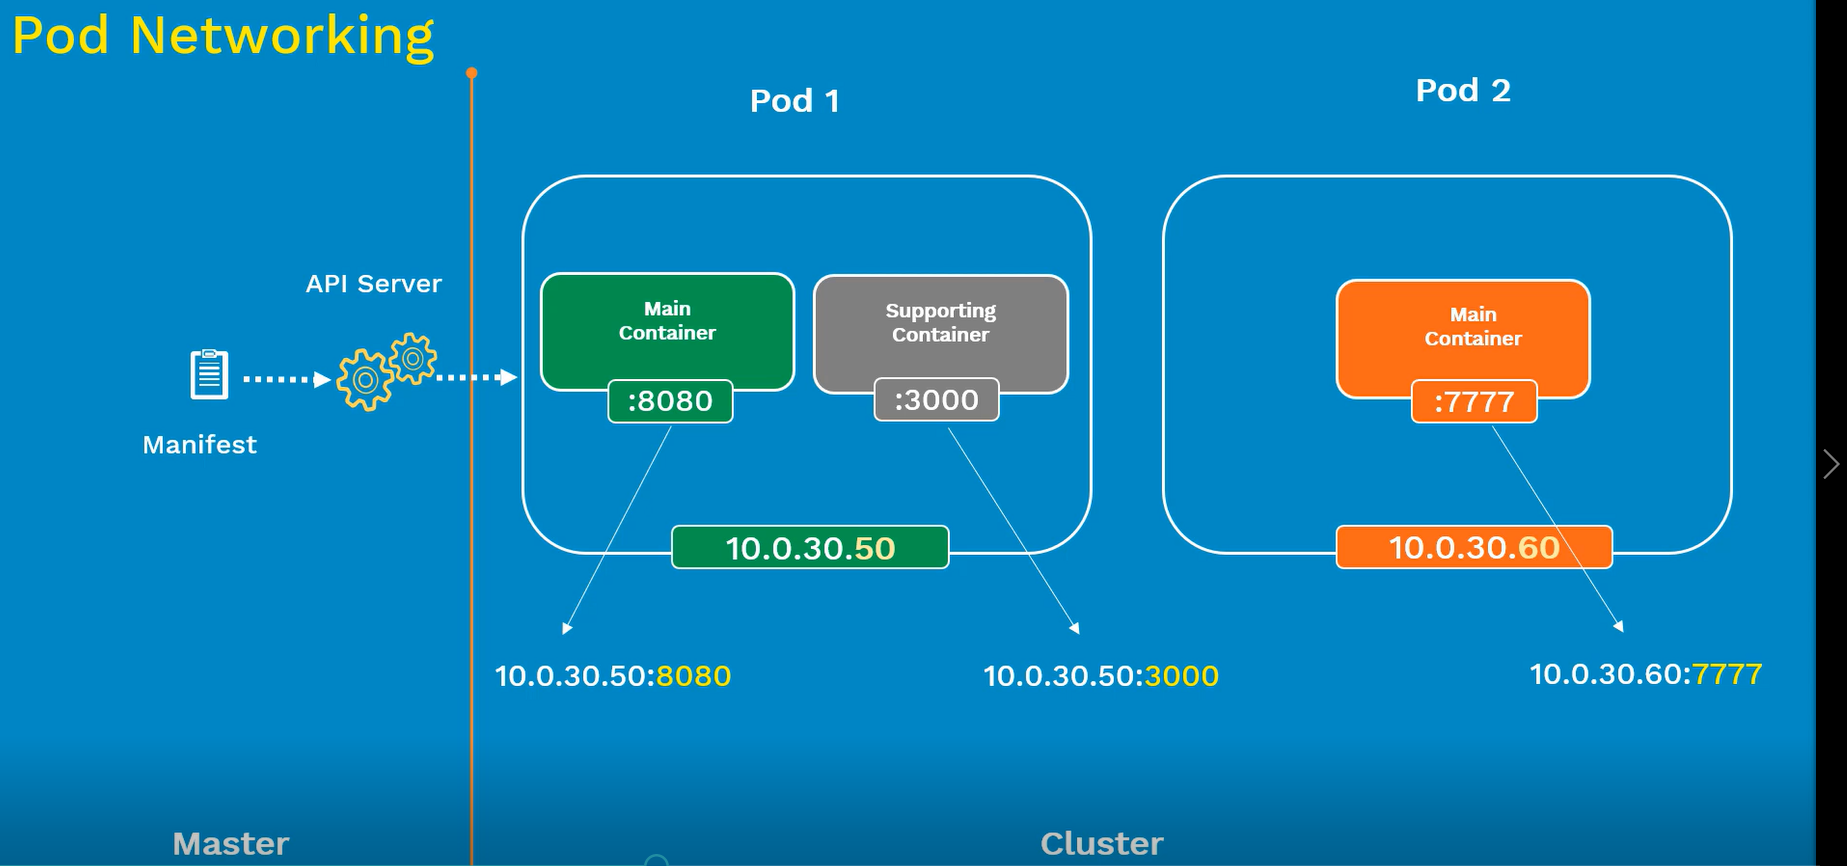 Pod Networking
Pod 1
Pod 2
API Server
Manifest
Main
Container
:8080
Supporting
Container
:3000
Main
Container
:7777
10.0.30.50
10.0.30.60
10.0.30.50:8080
10.0.30.50:3000
10.0.30.60:7777
Master
Cluster